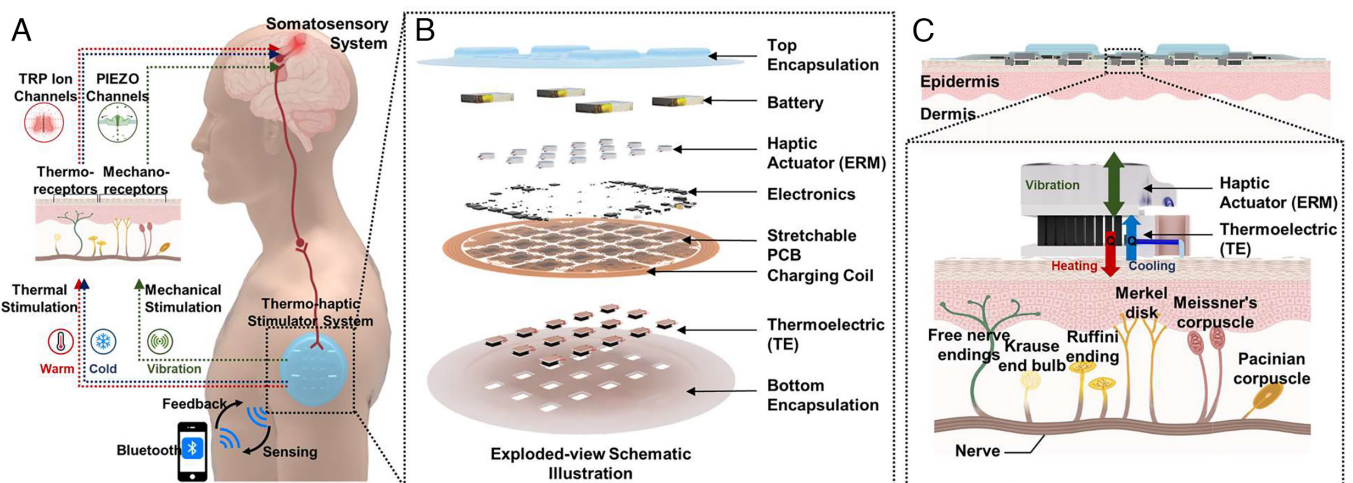 A
Somatosensory
System
TRP Ion
Channels
PIEZO
Channels
Thermo-
receptors
Mechano-
receptors
Thermal
Stimulation
Mechanical
Stimulation
Warm
Cold
Vibration
Thermo-haptic
Stimulator System
Feedback
Bluetooth
Sensing
B
Top
Encapsulation
Battery
Haptic
Actuator (ERM)
Electronics
Stretchable
PCB
Charging Coil
Thermoelectric
(TE)
Bottom
Encapsulation
Exploded-view Schematic
Illustration
C
Epidermis
Dermis
Vibration
Haptic
Actuator (ERM)
Thermoelectric
(TE)
Q
Q
Heating
Cooling
Free nerve
endings
Krause
end bulb
Ruffini
ending
Merkel
disk
Meissner's
corpuscle
Pacinian
corpuscle
Nerve